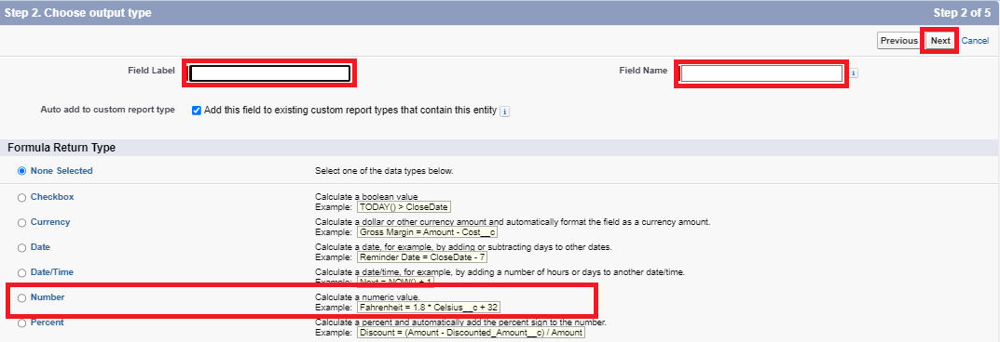 Step 2. Choose output type Step 2 of 5
Previous Next Cancel
Field Label Field Name i
Auto add to custom report type Add this field to existing custom report types that contain this entity i
Formula Return Type
None Selected Select one of the data types below.
Checkbox Calculate a boolean value
Example: TODAY() > CloseDate
Currency Calculate a dollar or other currency amount and automatically format the field as a currency amount.
Example: Gross Margin = Amount - Cost__c
Date Calculate a date, for example, by adding or subtracting days to other dates.
Example: Reminder Date = CloseDate - 7
Date/Time Calculate a date/time, for example, by adding a number of hours or days to another date/time.
Example: Next = NOW() + 1
Number Calculate a numeric value.
Example: Fahrenheit = 1.8 * Celsius__c + 32
Percent Calculate a percent and automatically add the percent sign to the number.
Example: Discount = (Amount - Discounted_Amount__c) / Amount